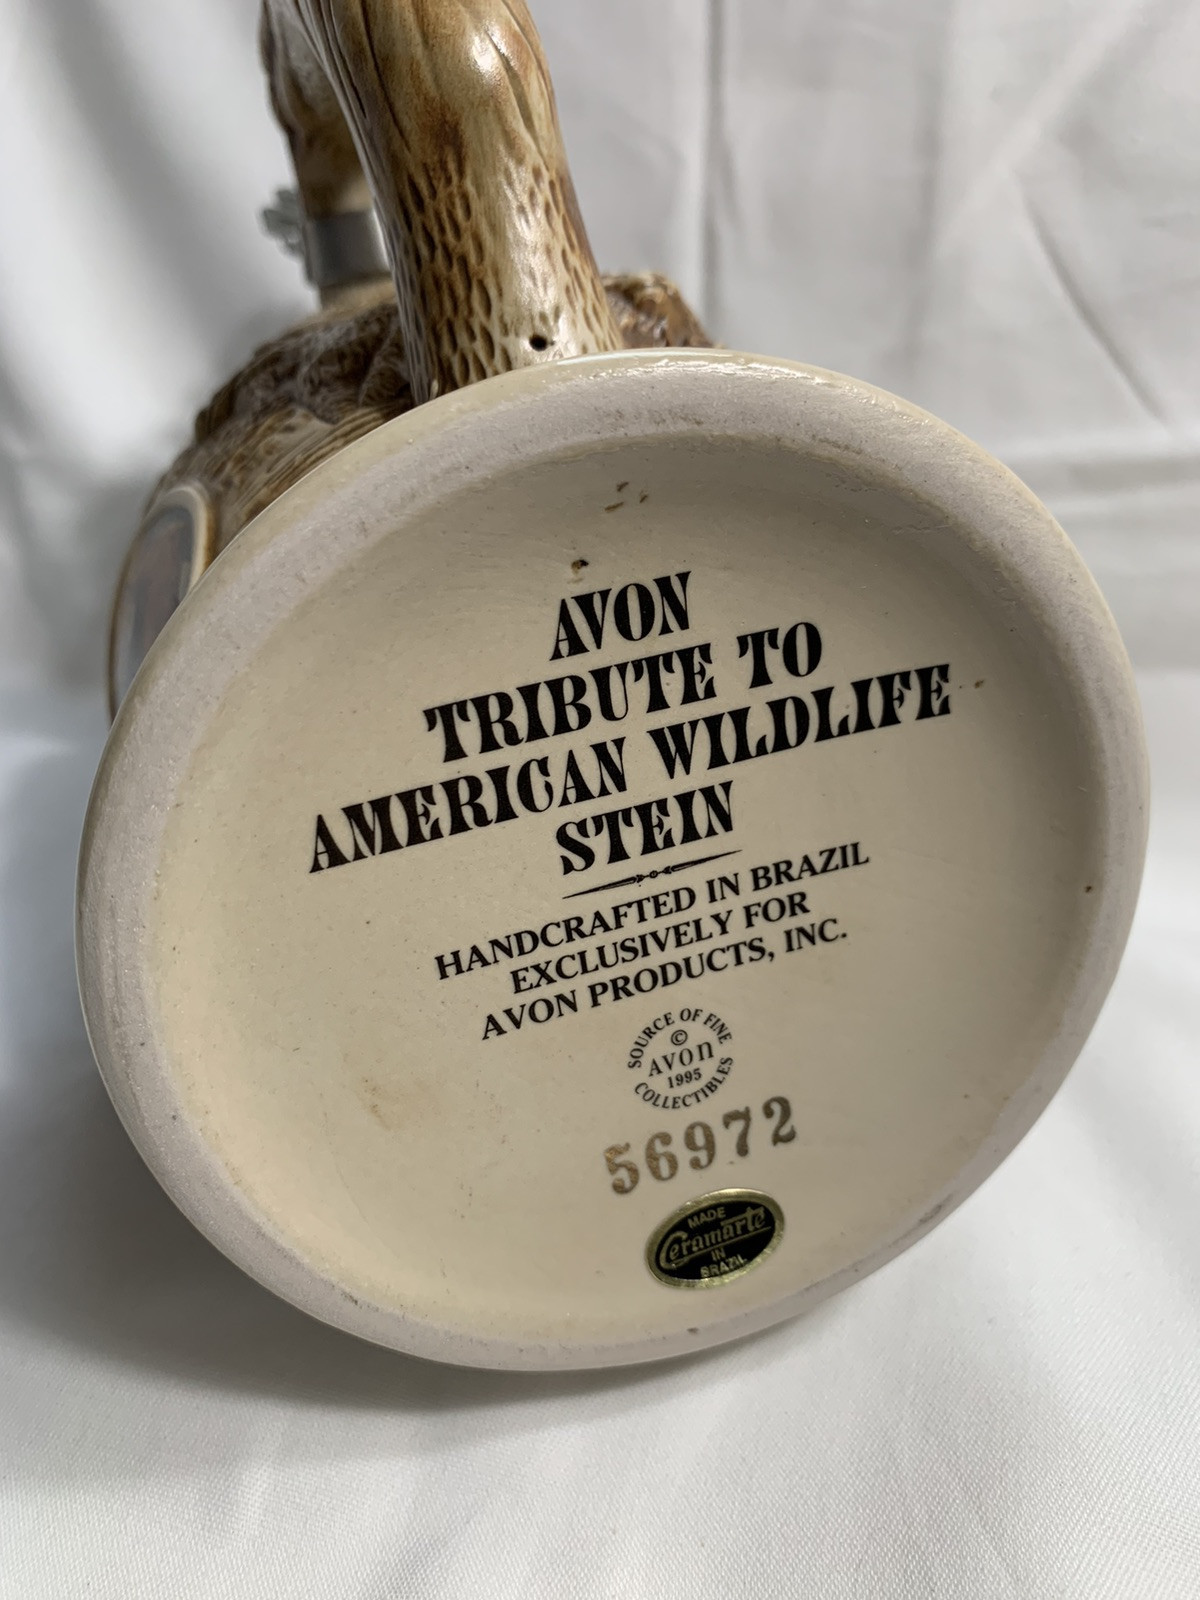 AVON
TRIBUTE TO
AMERICAN WILDLIFE
STEIN
HANDCRAFTED IN BRAZIL
EXCLUSIVELY FOR
AVON PRODUCTS, INC.
SOURCE OF FINE
©
AVON
1995
COLLECTIBLES
56972
MADE
Ceramarte
IN
BRAZIL